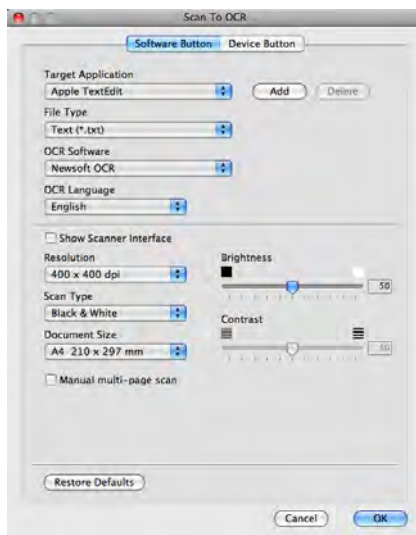 Scan To OCR
Software Button Device Button
Target Application
Apple TextEdit Add Delete
File Type
Text (*.txt)
OCR Software
Newsoft OCR
OCR Language
English
Show Scanner Interface
Resolution Brightness
400 x 400 dpi 50
Scan Type
Black & White Contrast
Document Size 50
A4 210 x 297 mm
Manual multi-page scan
Restore Defaults
Cancel OK